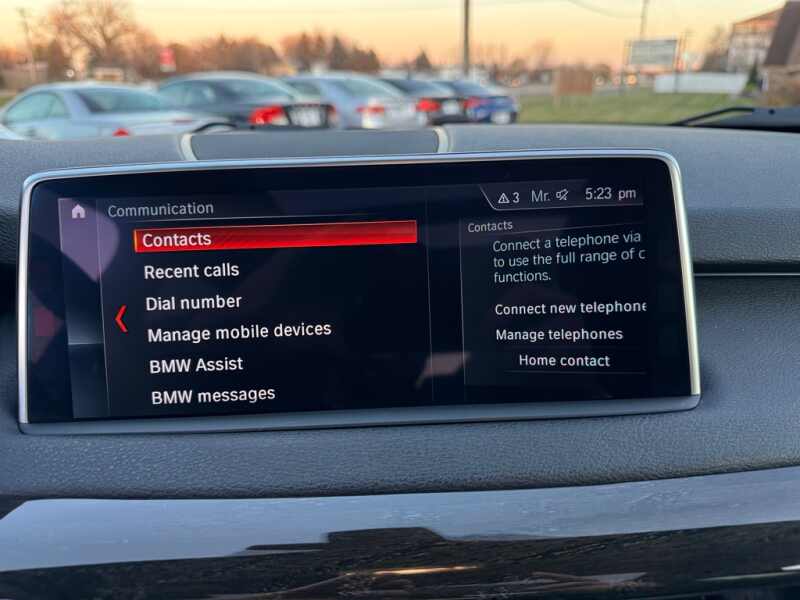 Communication
3 Mr. 5:23 pm
Contacts
Recent calls
Dial number
Manage mobile devices
BMW Assist
BMW messages
Contacts
Connect a telephone via
to use the full range of c
functions.
Connect new telephone
Manage telephones
Home contact